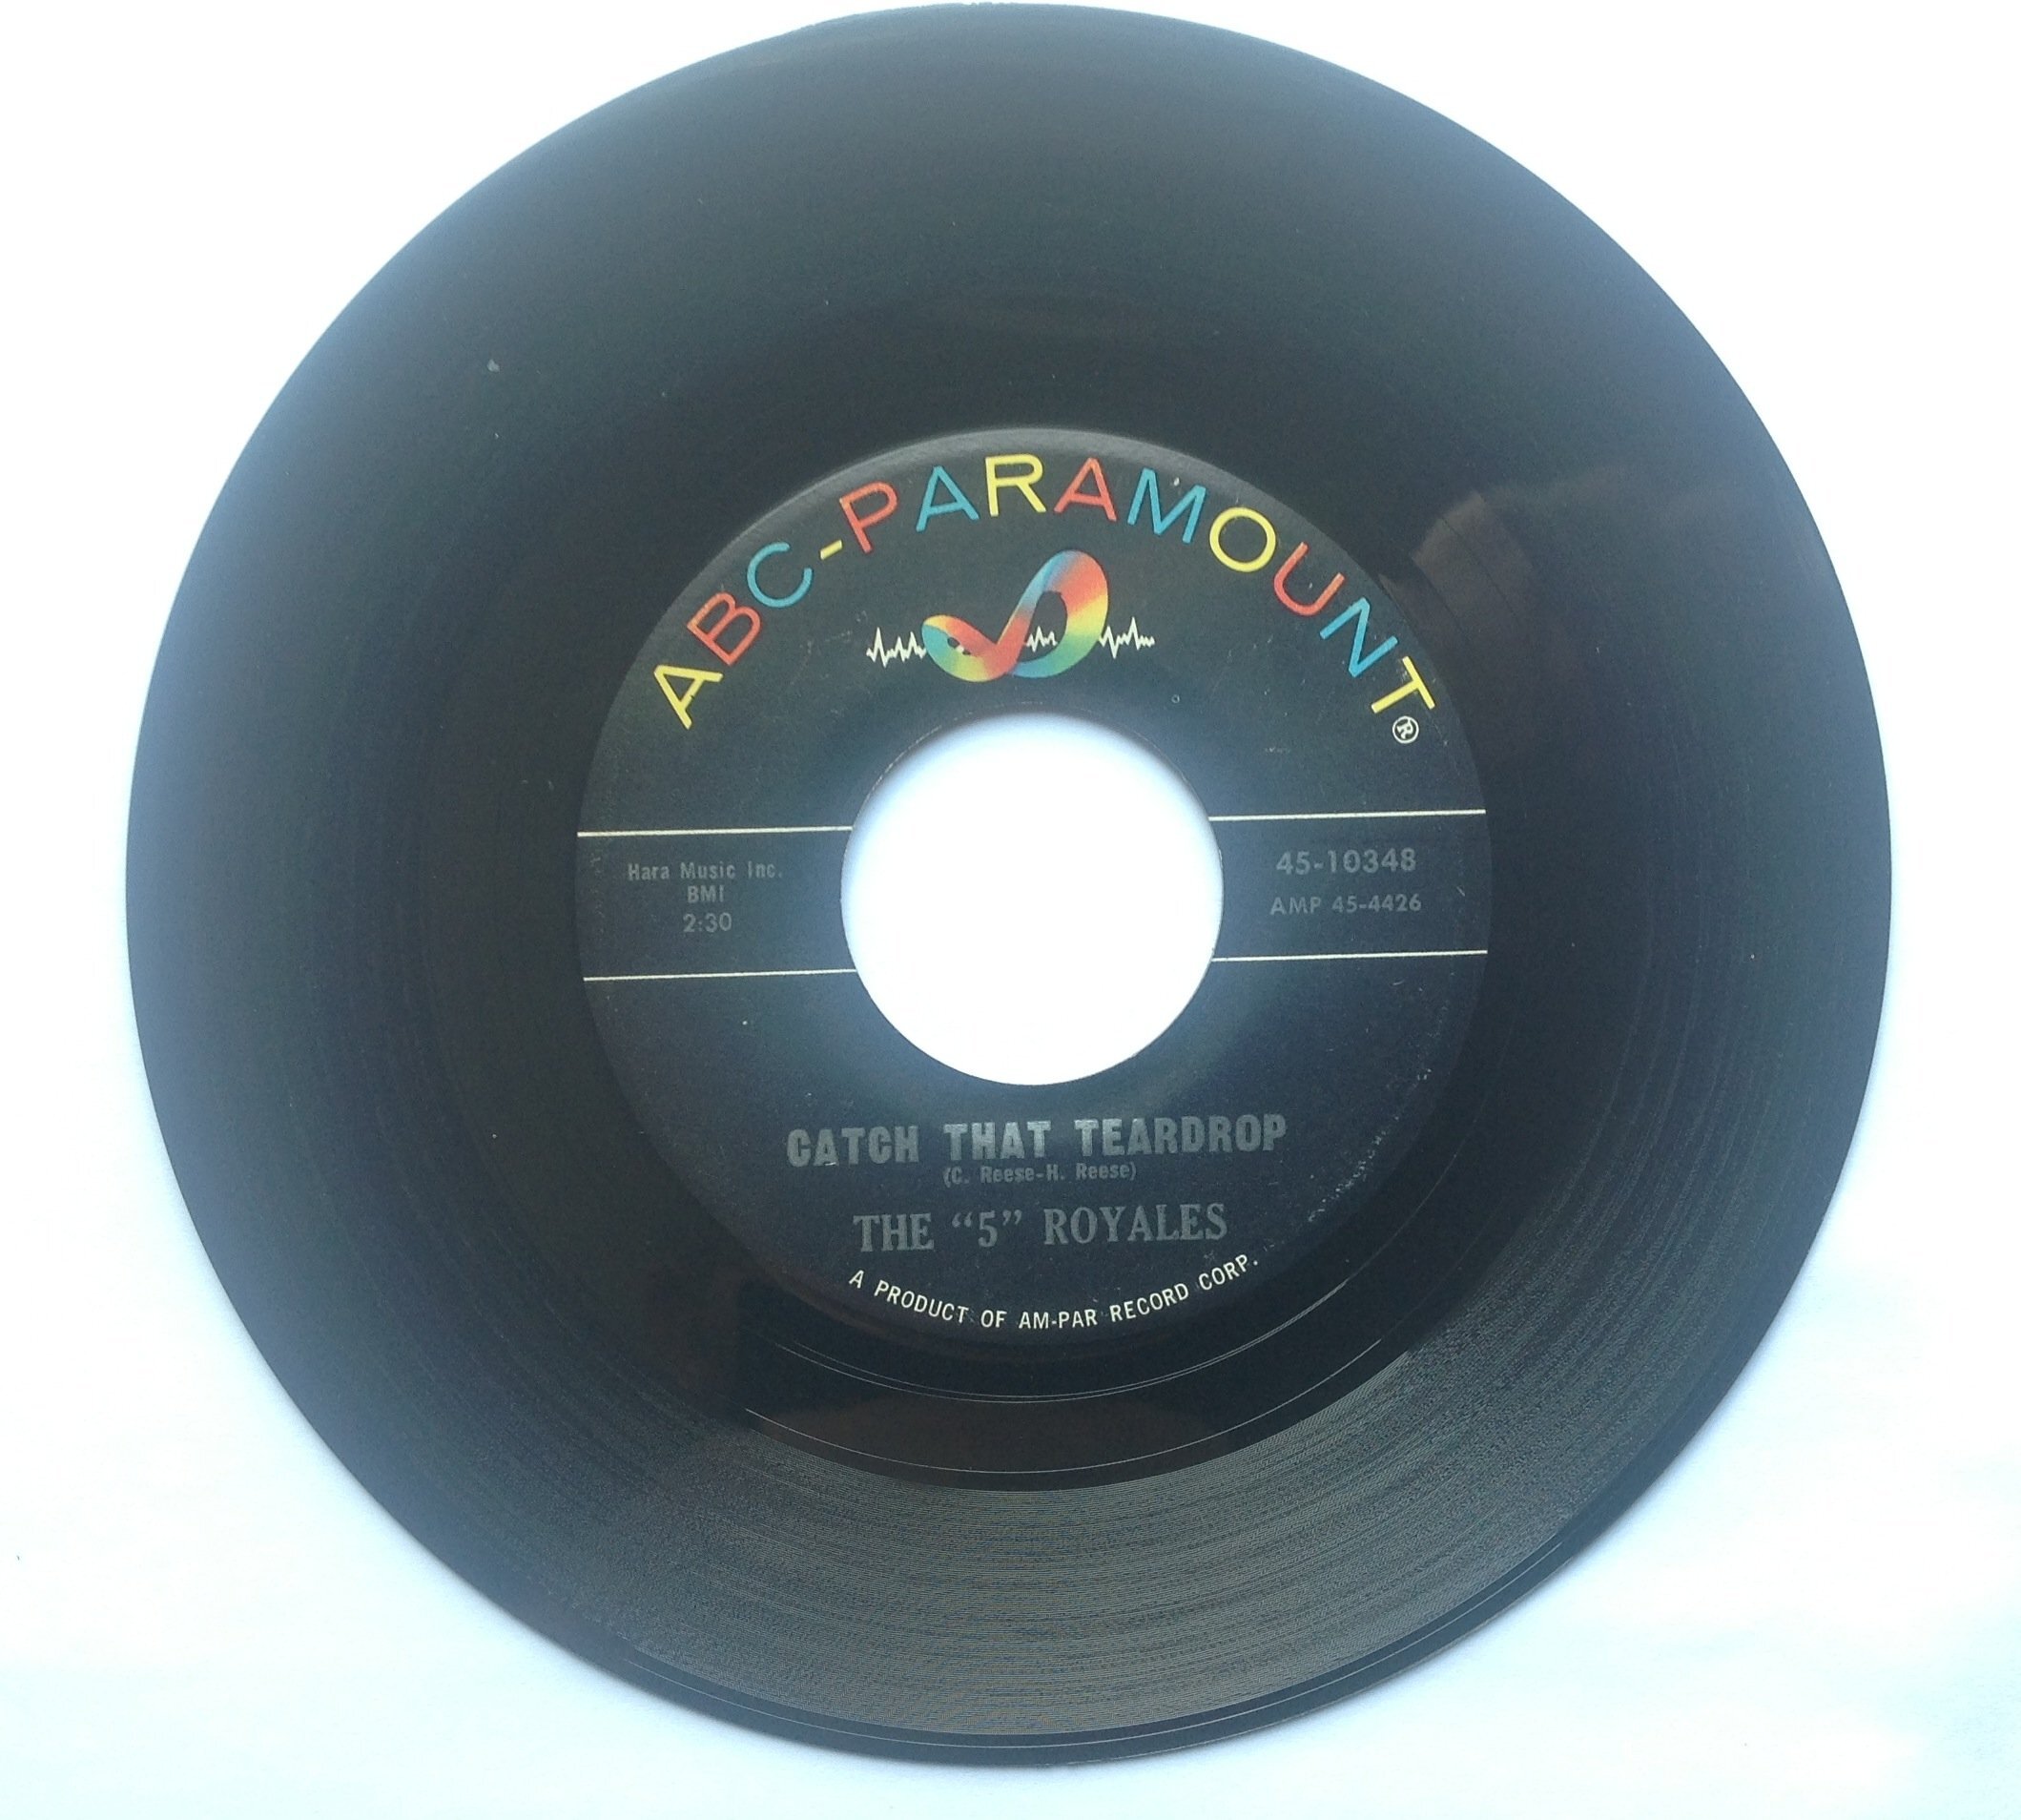 ABC-PARAMOUNT®
Hara Music Inc.
BMI
2:30
45-10348
AMP 45-4426
CATCH THAT TEARDROP
(C. Reese-H. Reese)
THE "5" ROYALES
A PRODUCT OF AM-PAR RECORD CORP.